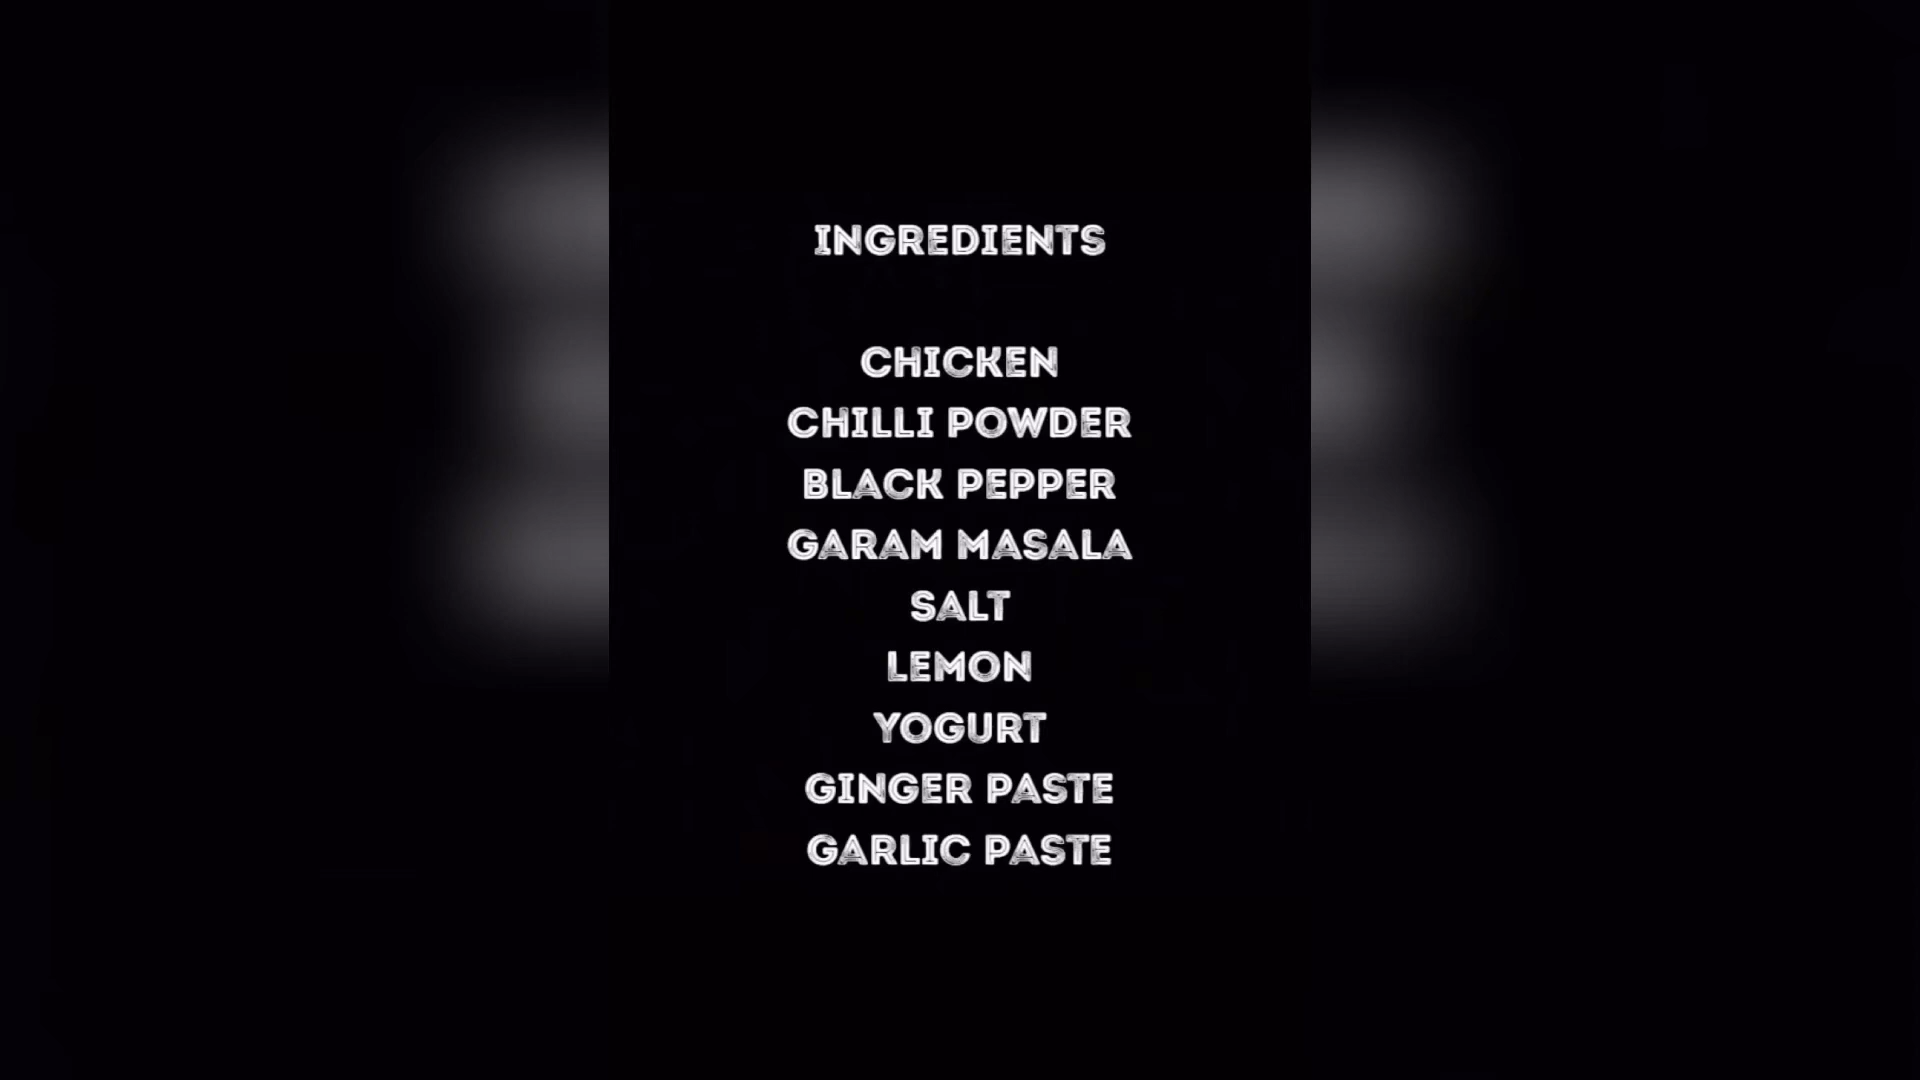 INGREDIENTS
CHICKEN
CHILLI POWDER
BLACK PEPPER
GARAM MASALA
SALT
LEMON
YOGURT
GINGER PASTE
GARLIC PASTE